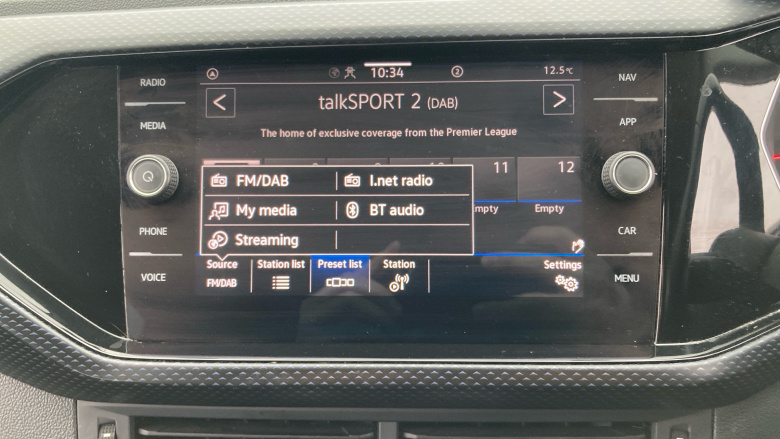 RADIO
MEDIA
PHONE
VOICE
10:34
2
12.5°C
NAV
APP
CAR
MENU
< talkSPORT 2 (DAB) >
The home of exclusive coverage from the Premier League
11 12
mpty Empty
FM/DAB I.net radio
My media BT audio
Streaming
Source Station list Preset list Station Settings
FM/DAB